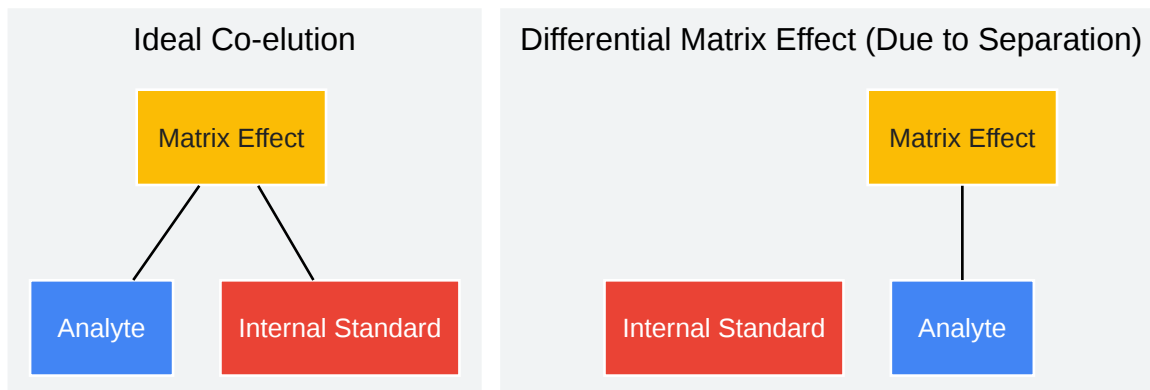 Ideal Co-elution
Matrix Effect
Analyte
Internal Standard
Differential Matrix Effect (Due to Separation)
Matrix Effect
Internal Standard
Analyte